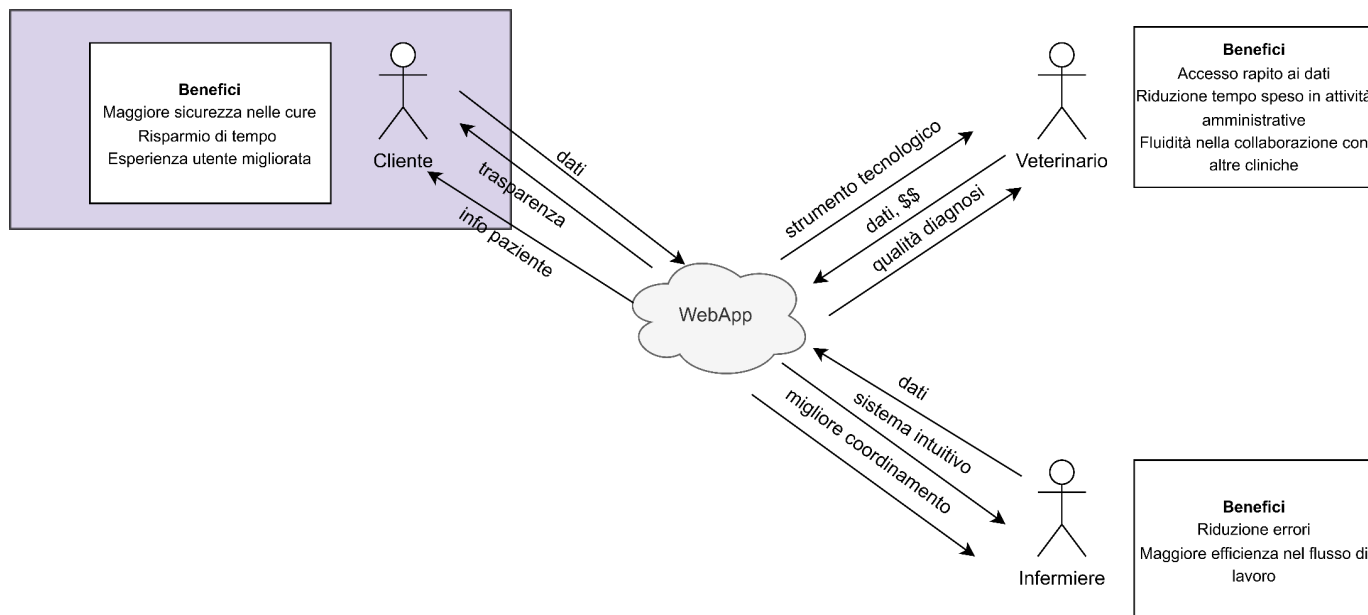 Benefici
Maggiore sicurezza nelle cure
Risparmio di tempo
Esperienza utente migliorata
Cliente
dati
trasparenza
info paziente
WebApp
strumento tecnologico
dati, $$
qualità diagnosi
Veterinario
Benefici
Accesso rapito ai dati
Riduzione tempo speso in attività
amministrative
Fluidità nella collaborazione con
altre cliniche
dati
sistema intuitivo
migliore coordinamento
Infermiere
Benefici
Riduzione errori
Maggiore efficienza nel flusso di
lavoro